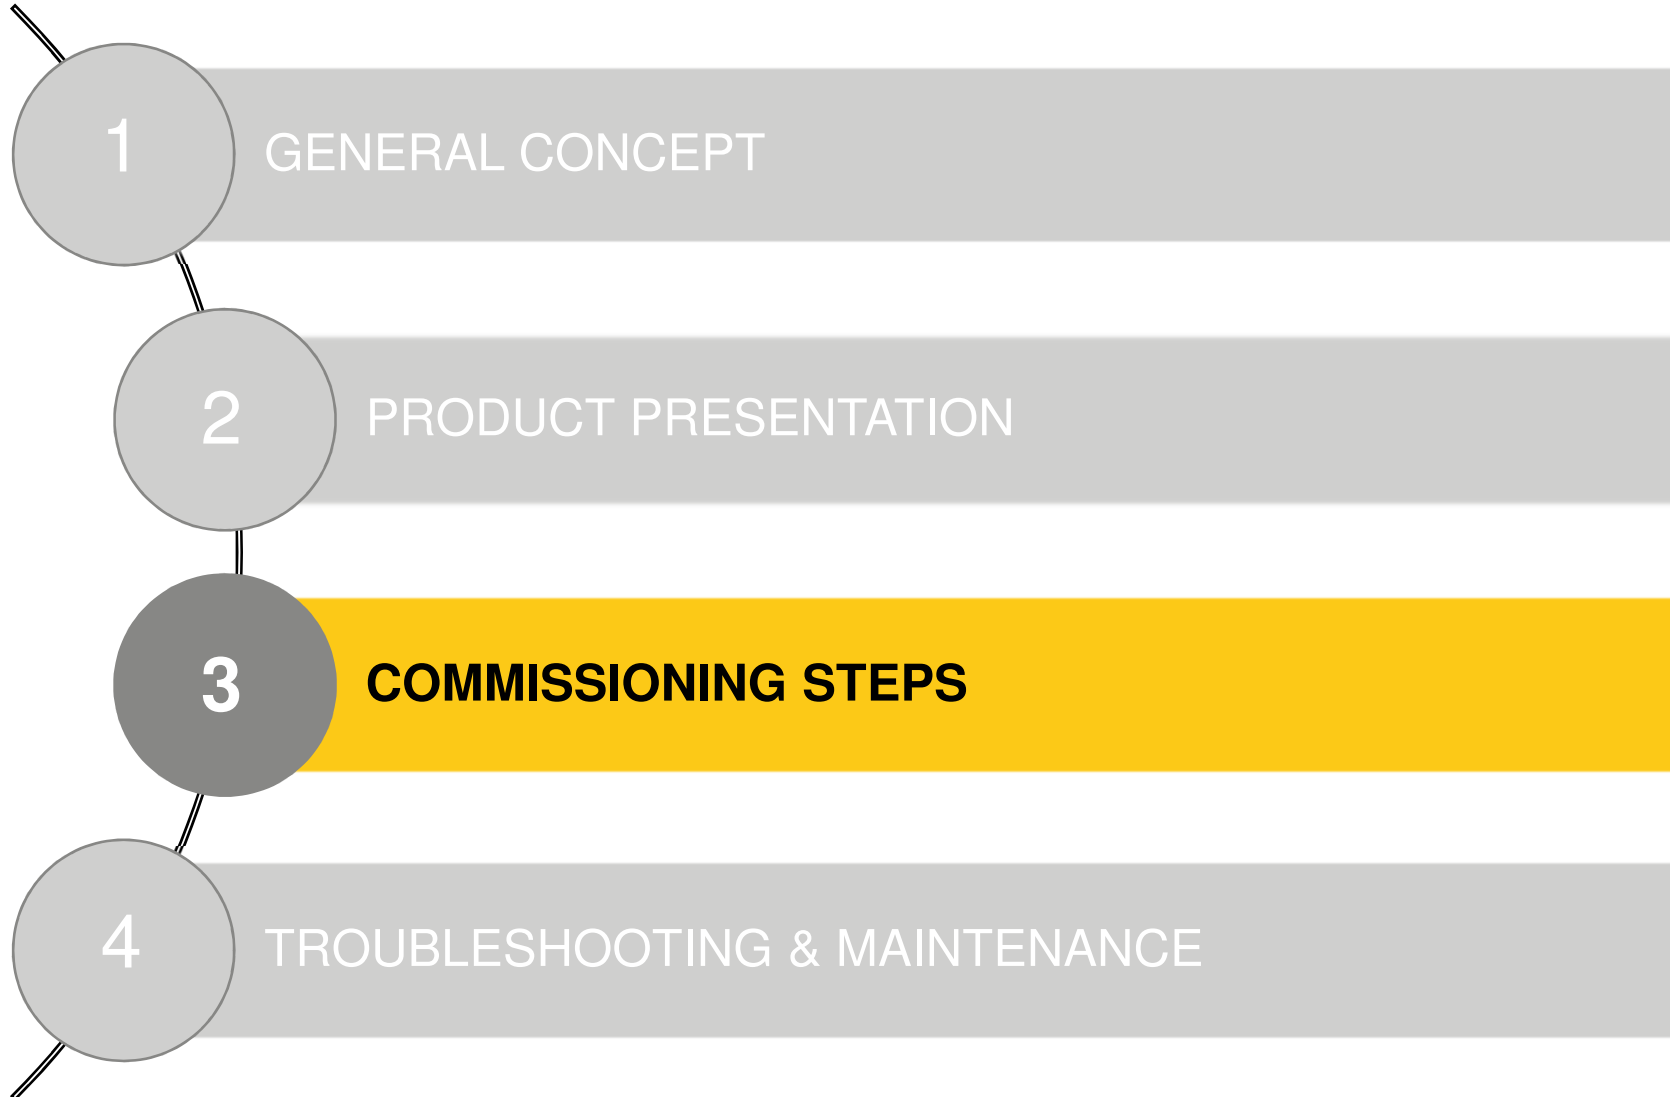 1 GENERAL CONCEPT
2 PRODUCT PRESENTATION
3 COMMISSIONING STEPS
4 TROUBLESHOOTING & MAINTENANCE